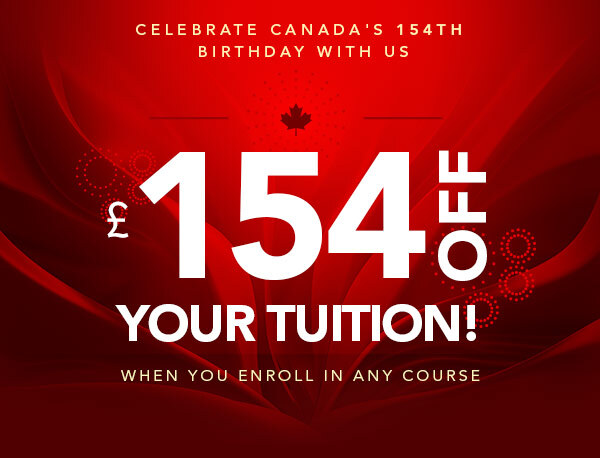 CELEBRATE CANADA'S 154TH
BIRTHDAY WITH US
£154 OFF
YOUR TUITION!
WHEN YOU ENROLL IN ANY COURSE